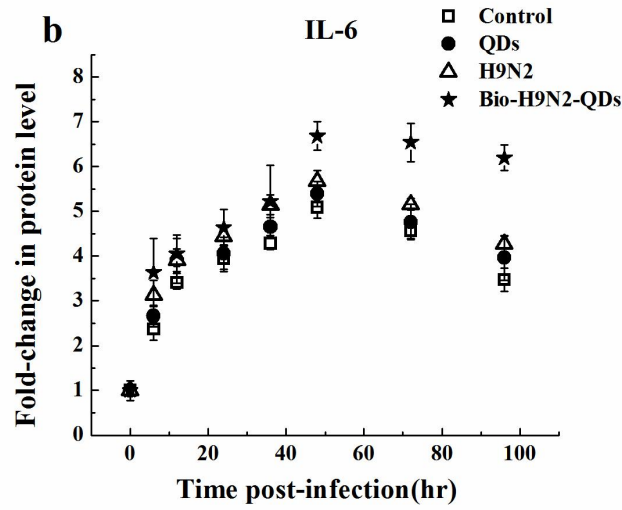 b
IL-6
Control
QDs
H9N2
Bio-H9N2-QDs
Fold-change in protein level
8
7
6
5
4
3
2
1
0
0 20 40 60 80 100
Time post-infection(hr)